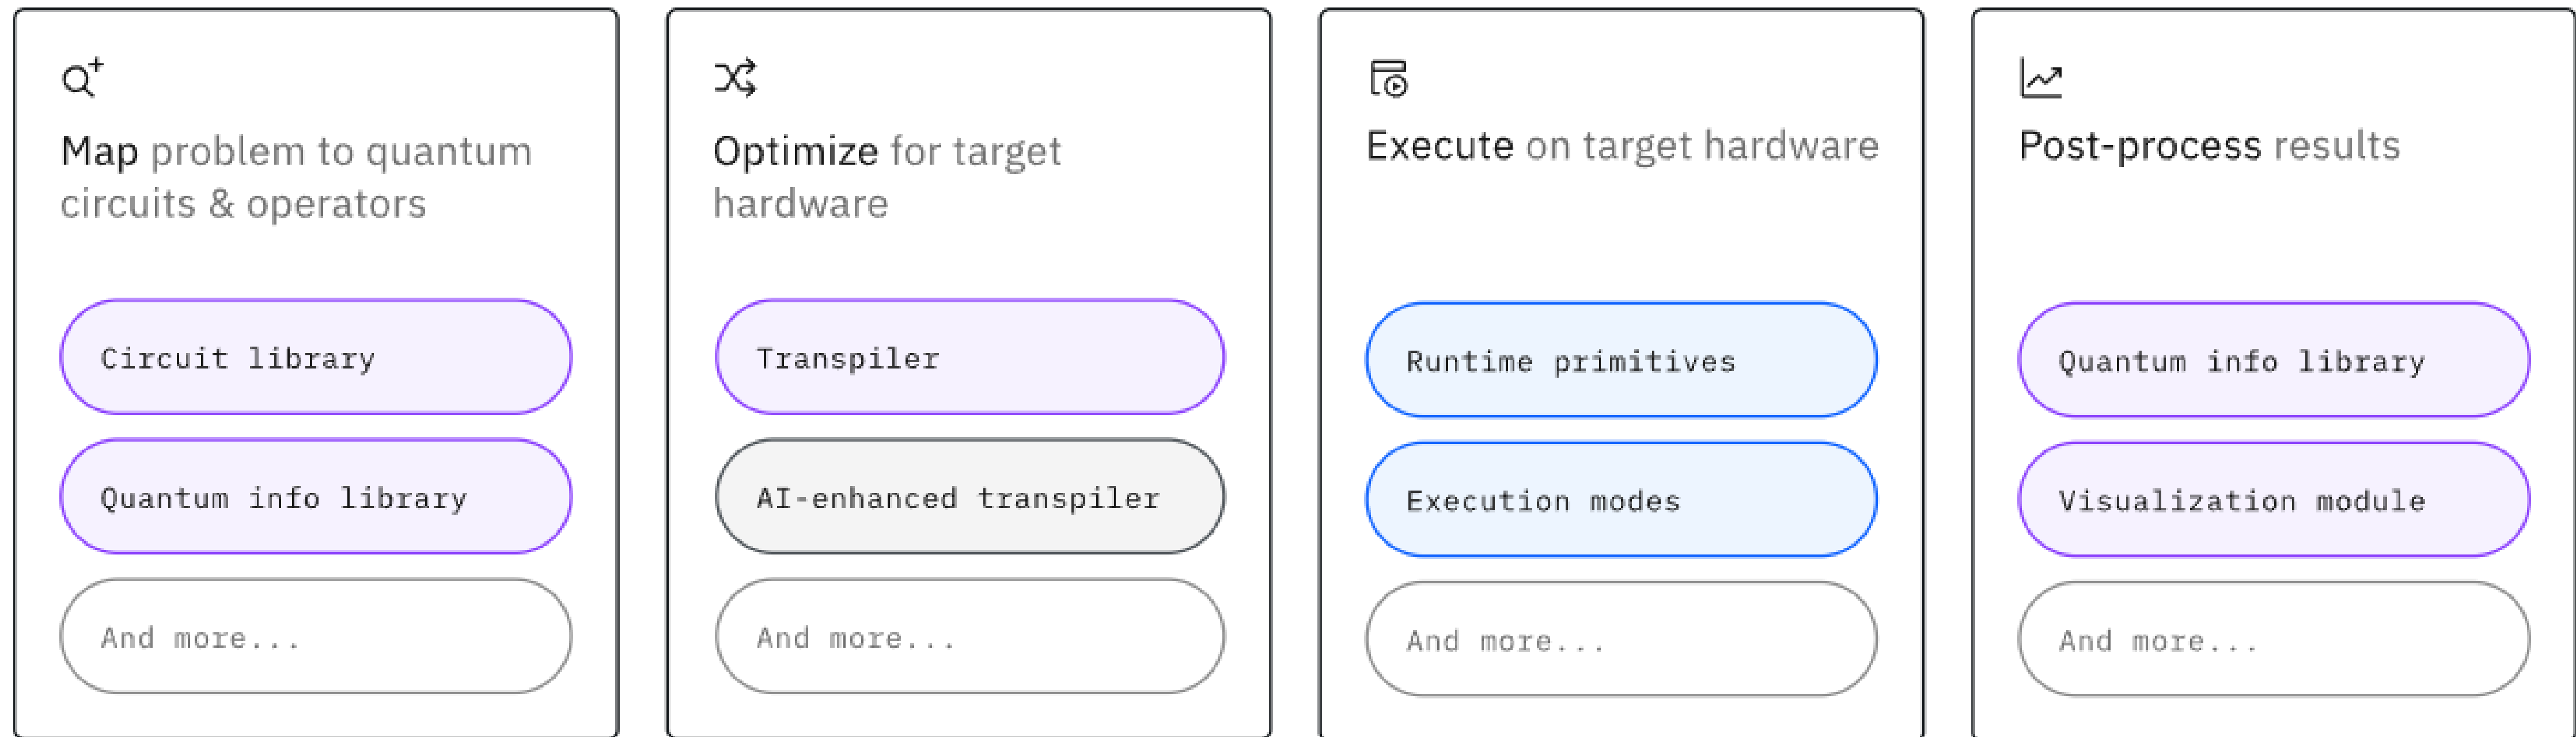 Map problem to quantum
circuits & operators
Circuit library
Quantum info library
And more...
Optimize for target
hardware
Transpiler
AI-enhanced transpiler
And more...
Execute on target hardware
Runtime primitives
Execution modes
And more...
Post-process results
Quantum info library
Visualization module
And more...